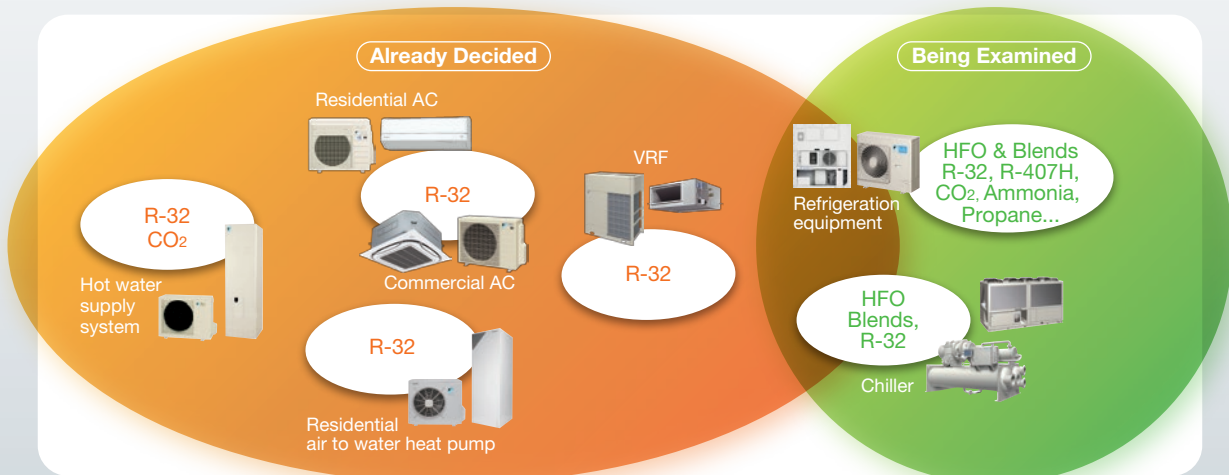 Already Decided
Being Examined
Residential AC
R-32
Commercial AC
VRF
R-32
R-32
CO₂
Hot water
supply
system
R-32
Residential
air to water heat pump
Refrigeration
equipment
HFO & Blends
R-32, R-407H,
CO₂, Ammonia,
Propane...
HFO
Blends,
R-32
Chiller